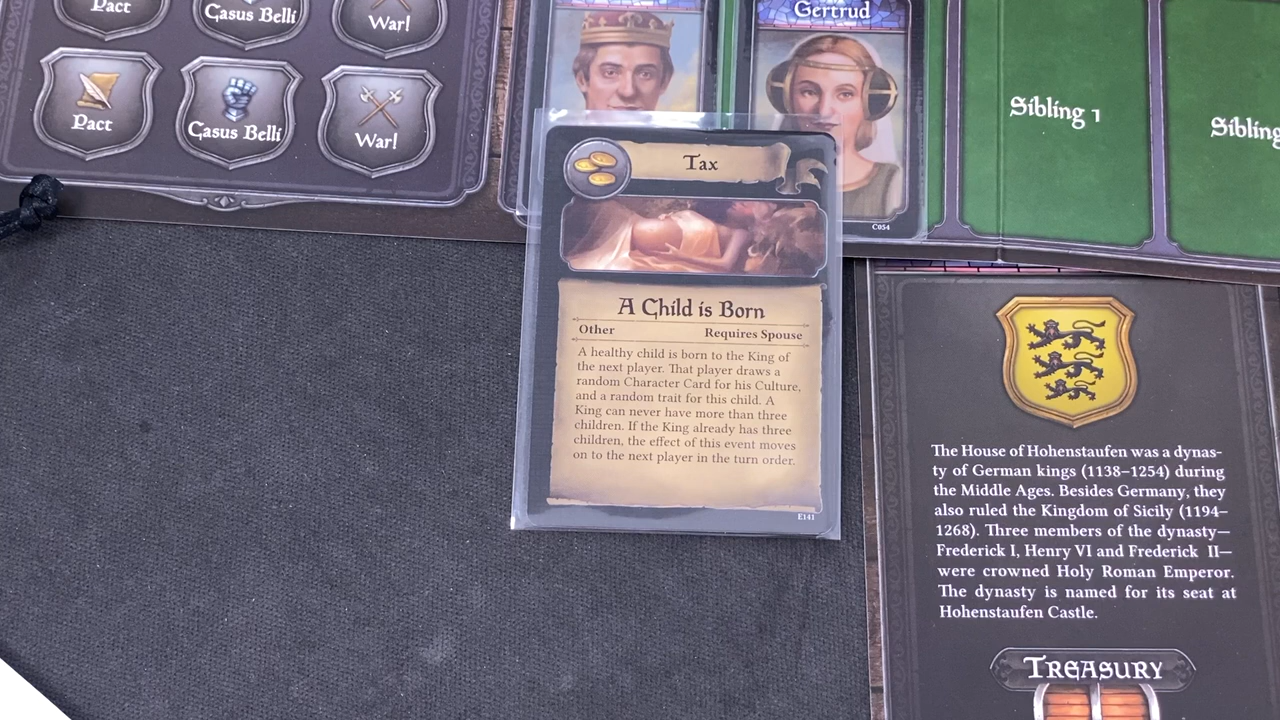 Pact
Casus Belli
War!
Pact
Casus Belli
War!
Gertrud
C054
Sibling 1
Sibling
Tax
A Child is Born
Other
Requires Spouse
A healthy child is born to the King of
the next player. That player draws a
random Character Card for his Culture,
and a random trait for this child. A
King can never have more than three
children. If the King already has three
children, the effect of this event moves
on to the next player in the turn order.
E141
The House of Hohenstaufen was a dynas-
ty of German kings (1138–1254) during
the Middle Ages. Besides Germany, they
also ruled the Kingdom of Sicily (1194–
1268). Three members of the dynasty—
Frederick I, Henry VI and Frederick II—
were crowned Holy Roman Emperor.
The dynasty is named for its seat at
Hohenstaufen Castle.
Treasury